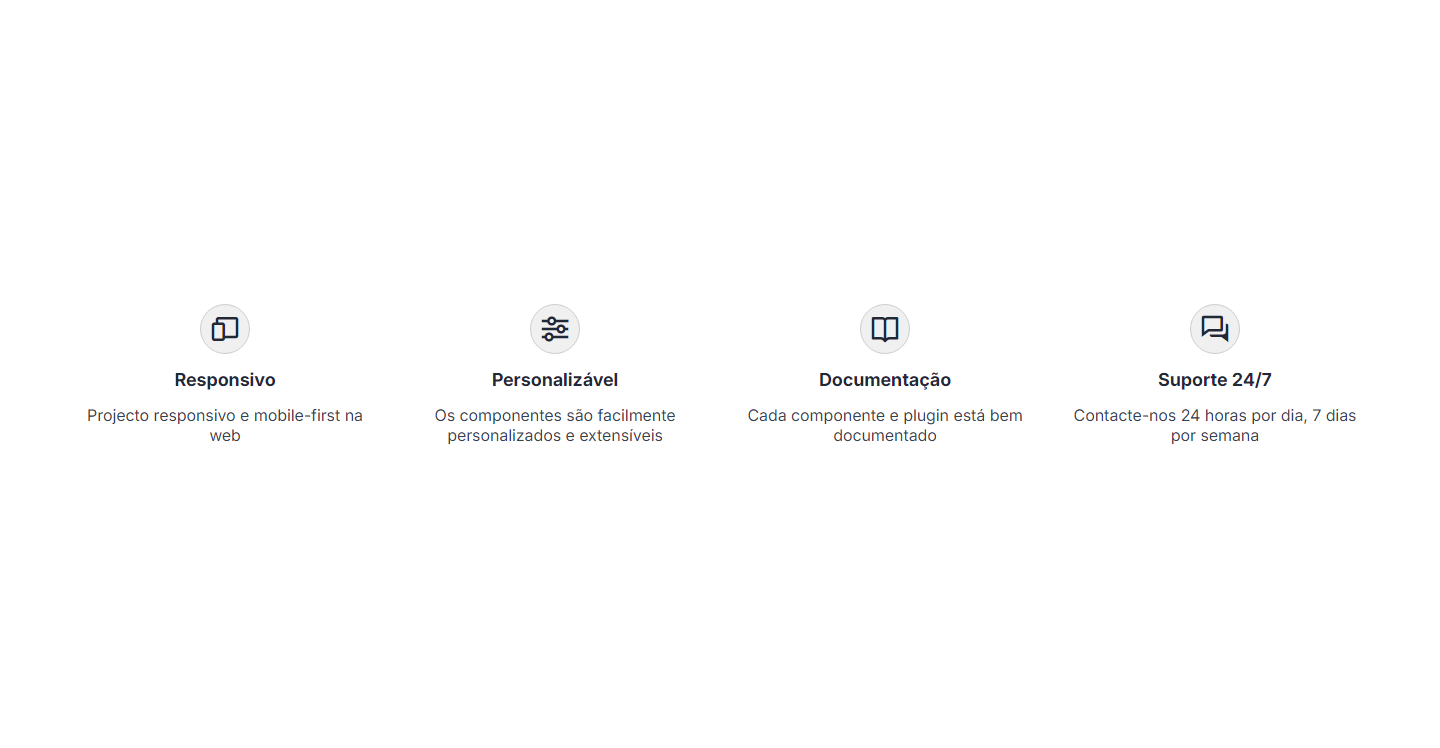 Responsivo
Projecto responsivo e mobile-first na
web
Personalizável
Os componentes são facilmente
personalizados e extensíveis
Documentação
Cada componente e plugin está bem
documentado
Suporte 24/7
Contacte-nos 24 horas por dia, 7 dias
por semana